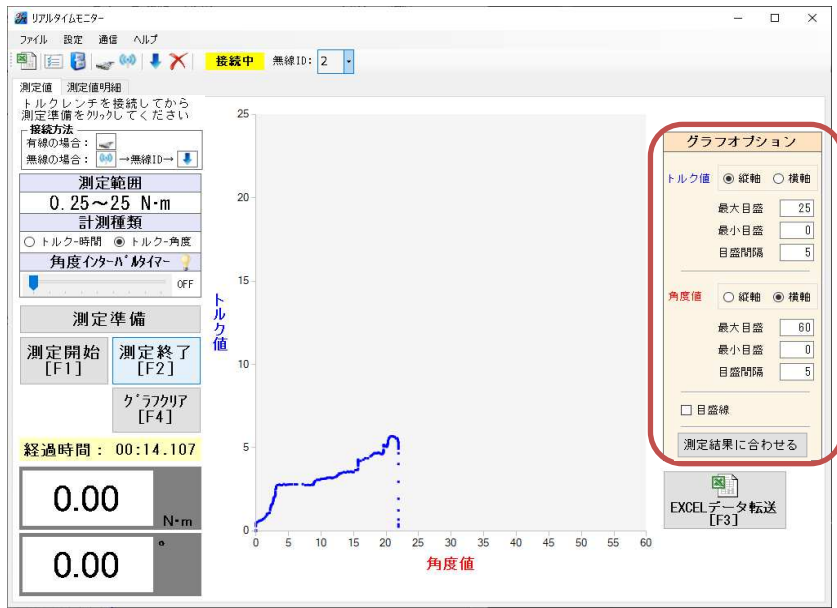 リアルタイムモニター
ファイル 設定 通信 ヘルプ
接続中 無線ID: 2
測定値 測定値明細
トルクレンチを接続してから
測定準備をクリックしてください
接続方法
有線の場合：
無線の場合： →無線ID→
測定範囲
0.25～25 N・m
計測種類
トルク-時間 トルク-角度
角度インターバルタイマー
OFF
測定準備
測定開始
[F1]
測定終了
[F2]
グラフクリア
[F4]
経過時間： 00:14.107
0.00
N・m
0.00
°
トルク値
25
20
15
10
5
0
0 5 10 15 20 25 30 35 40 45 50 55 60
角度値
グラフオプション
トルク値 縦軸 横軸
最大目盛 25
最小目盛 0
目盛間隔 5
角度値 縦軸 横軸
最大目盛 60
最小目盛 0
目盛間隔 5
目盛線
測定結果に合わせる
EXCELデータ転送
[F3]